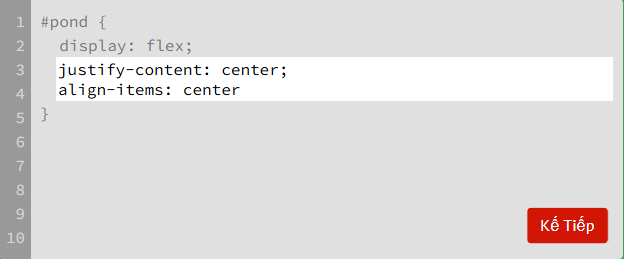 1 #pond {
2 display: flex;
3 justify-content: center;
4 align-items: center
5 }
6
7
8
9
10
Kế Tiếp